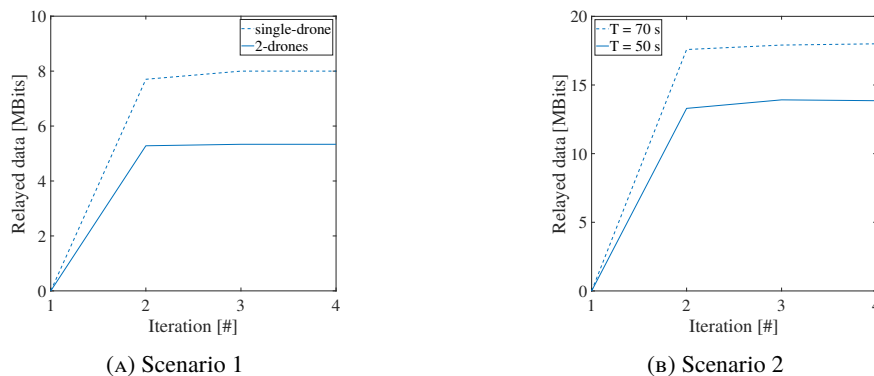 10
8
6
4
2
0
Relayed data [MBits]
single-drone
2-drones
1 2 3 4
Iteration [#]
(A) Scenario 1
20
15
10
5
0
Relayed data [MBits]
T = 70 s
T = 50 s
1 2 3 4
Iteration [#]
(B) Scenario 2